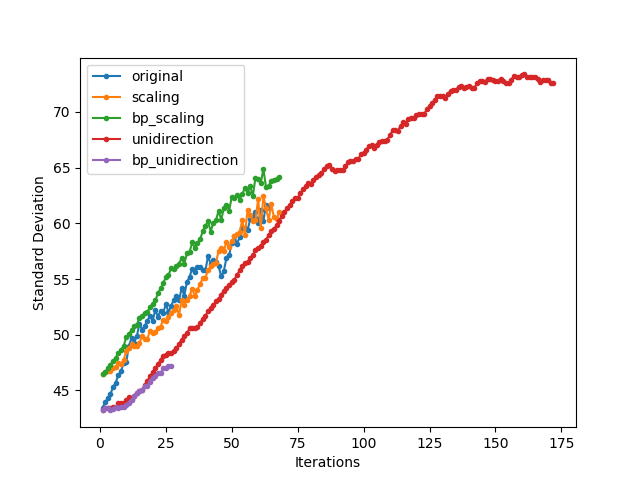 original
scaling
bp_scaling
unidirection
bp_unidirection
Standard Deviation
70
65
60
55
50
45
0 25 50 75 100 125 150 175
Iterations